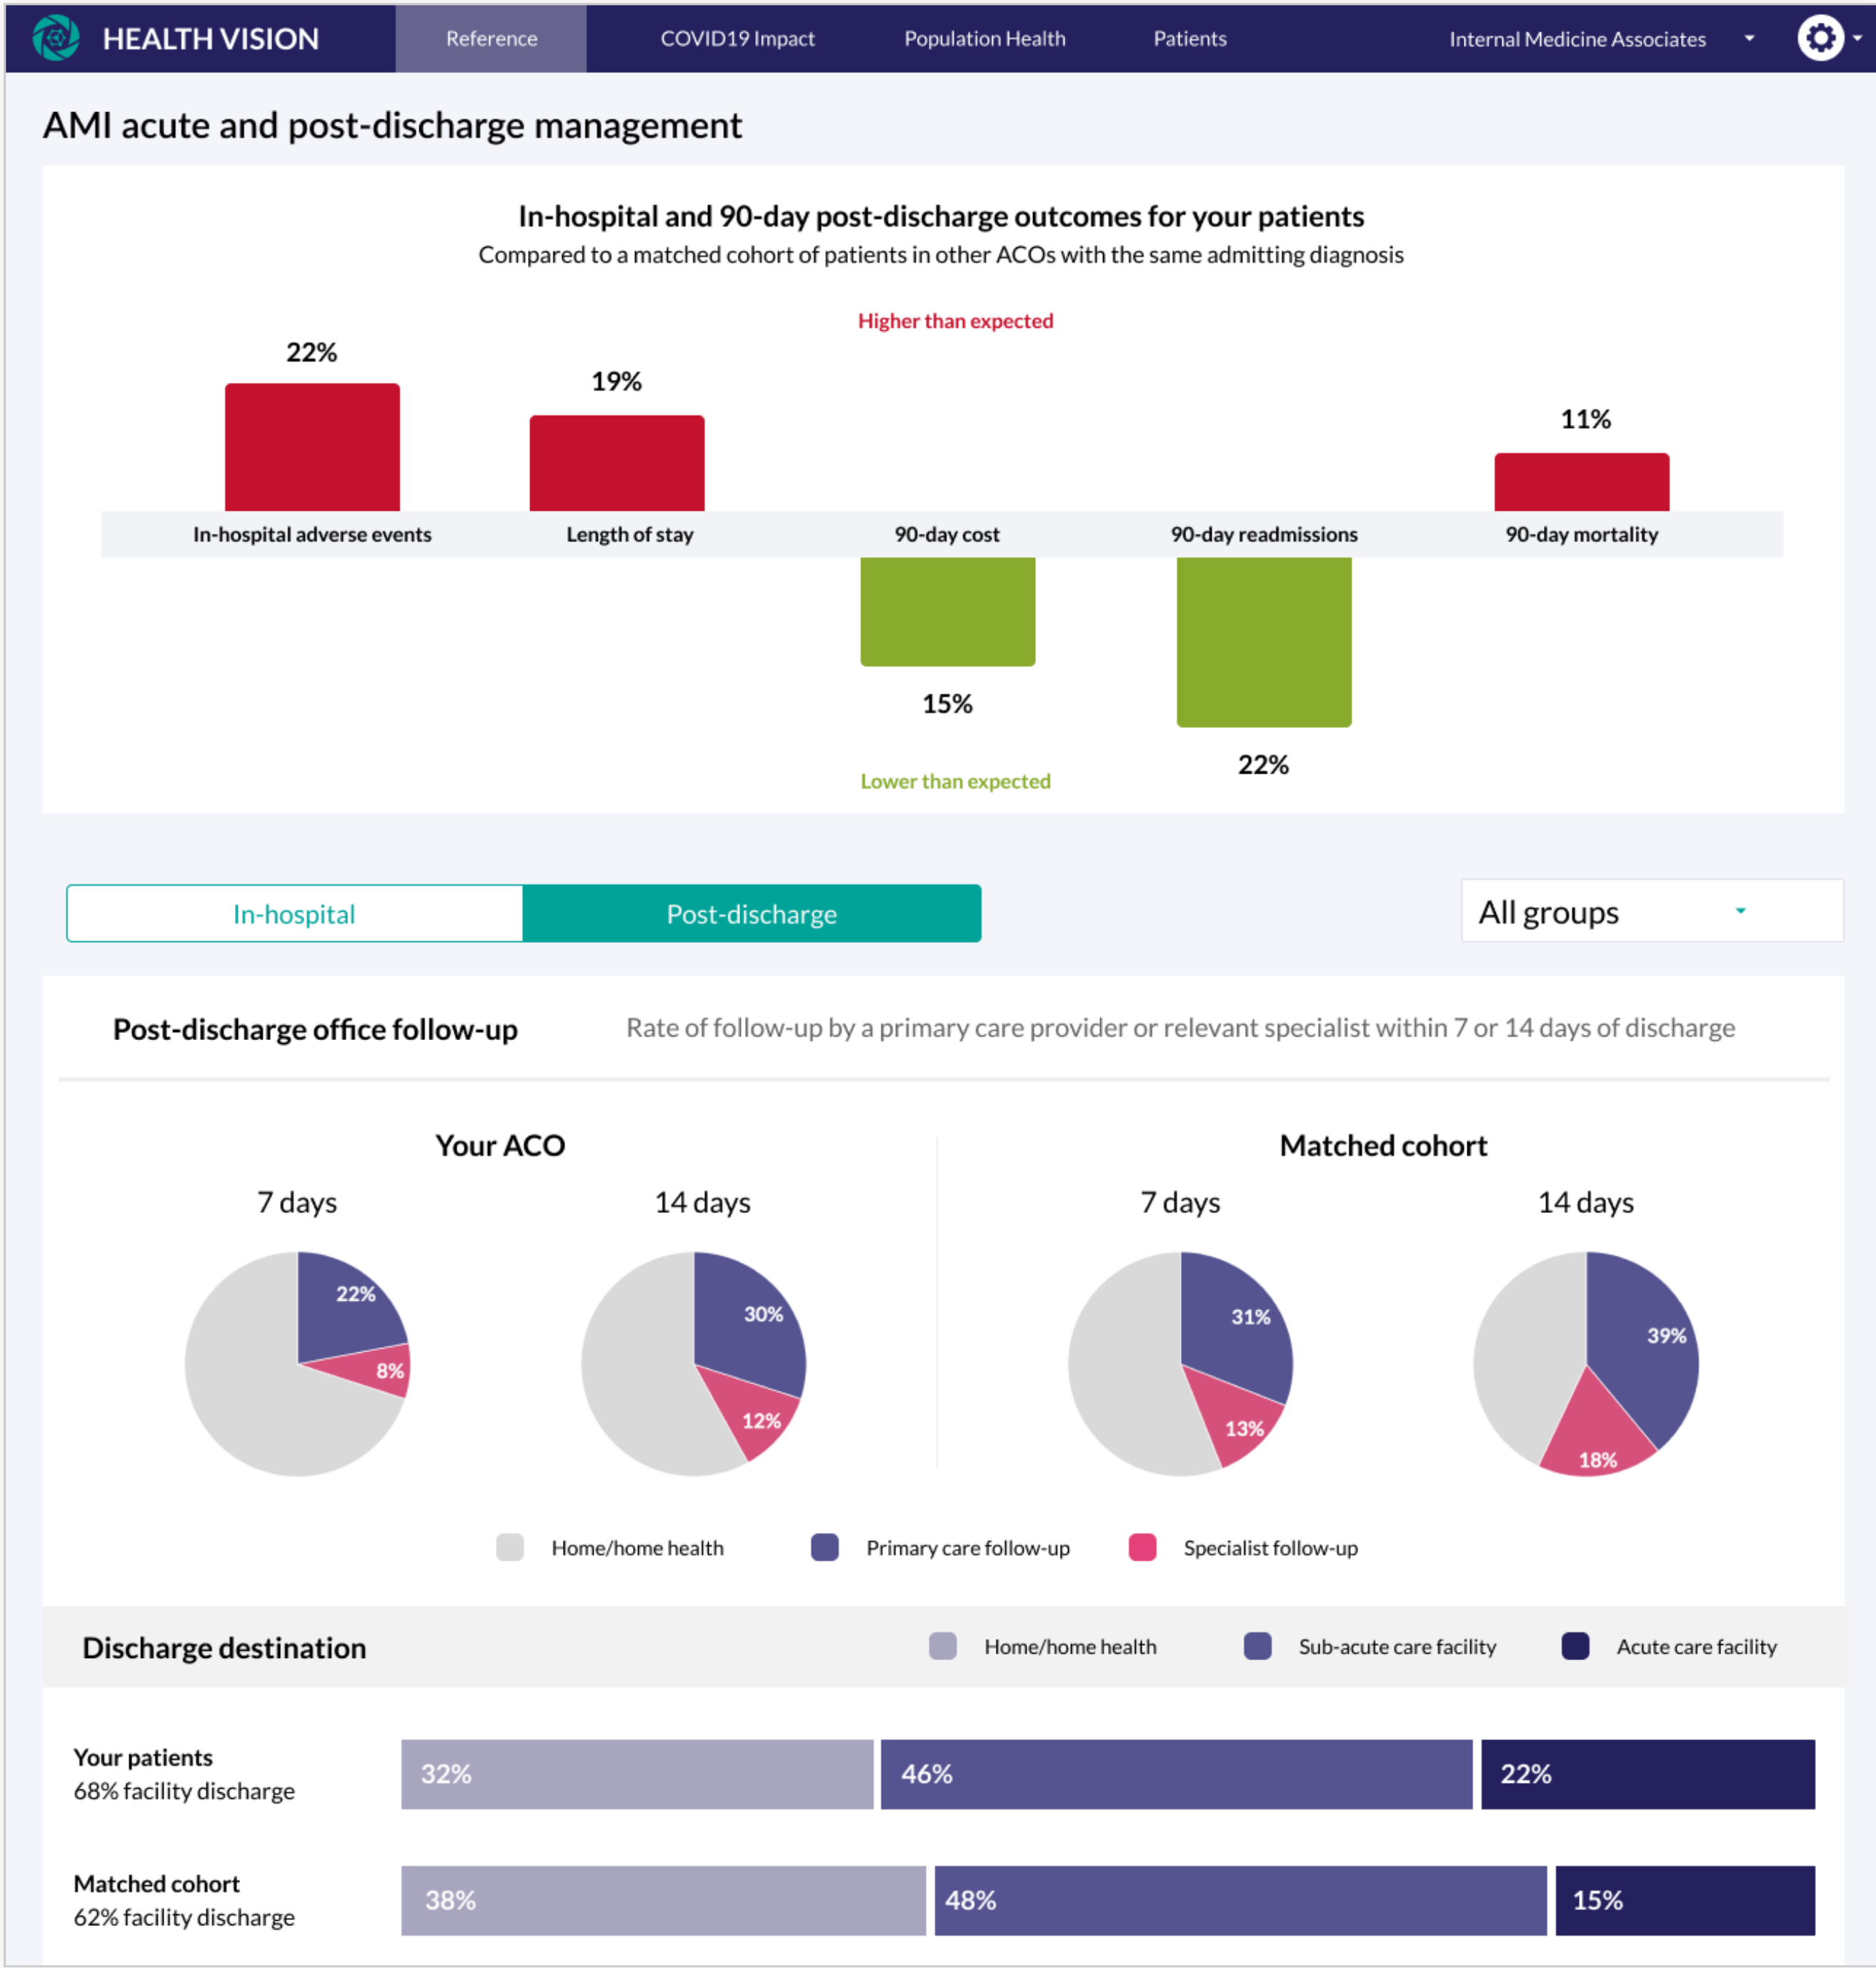 HEALTH VISION
Reference
COVID19 Impact
Population Health
Patients
Internal Medicine Associates
AMI acute and post-discharge management
In-hospital and 90-day post-discharge outcomes for your patients
Compared to a matched cohort of patients in other ACOs with the same admitting diagnosis
Higher than expected
22%
19%
11%
In-hospital adverse events
Length of stay
90-day cost
90-day readmissions
90-day mortality
15%
22%
Lower than expected
In-hospital
Post-discharge
All groups
Post-discharge office follow-up
Rate of follow-up by a primary care provider or relevant specialist within 7 or 14 days of discharge
Your ACO
Matched cohort
7 days
14 days
7 days
14 days
22%
8%
30%
12%
31%
13%
39%
18%
Home/home health
Primary care follow-up
Specialist follow-up
Discharge destination
Home/home health
Sub-acute care facility
Acute care facility
Your patients
68% facility discharge
32%
46%
22%
Matched cohort
62% facility discharge
38%
48%
15%